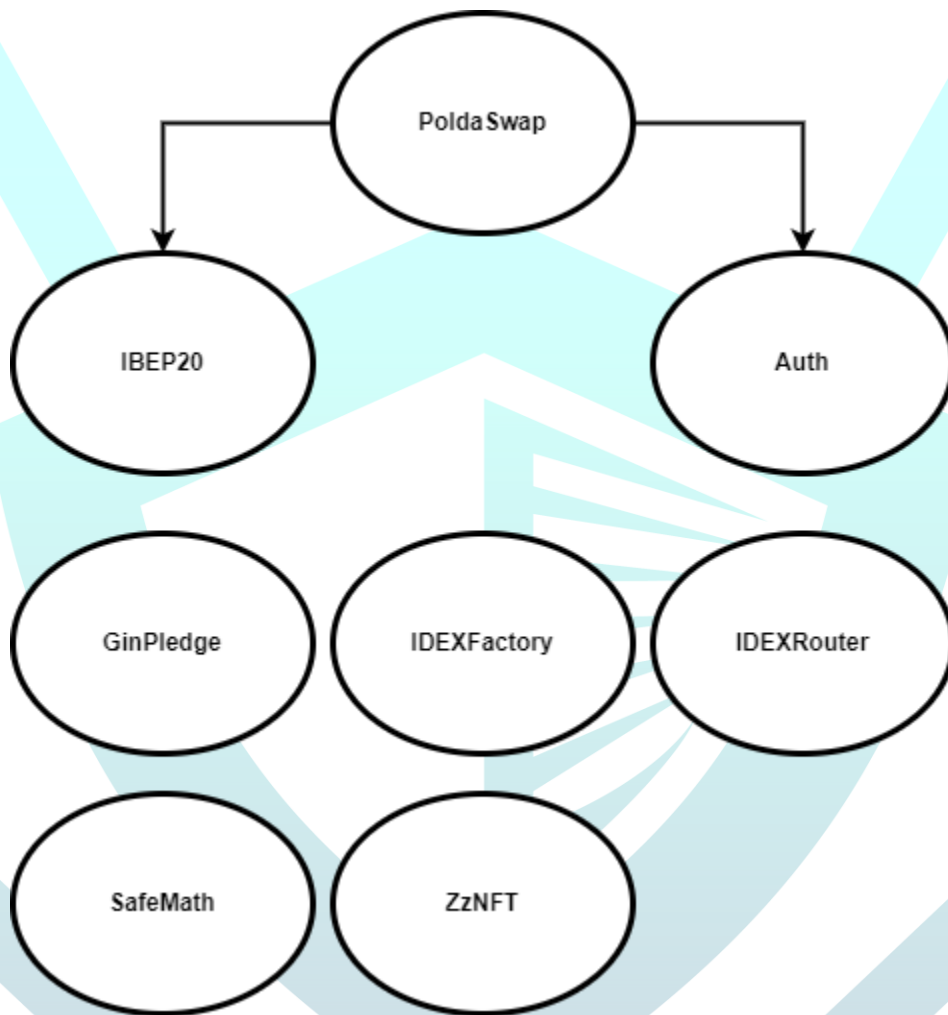 PoldaSwap
IBEP20
Auth
GinPledge
IDEXFactory
IDEXRouter
SafeMath
ZzNFT